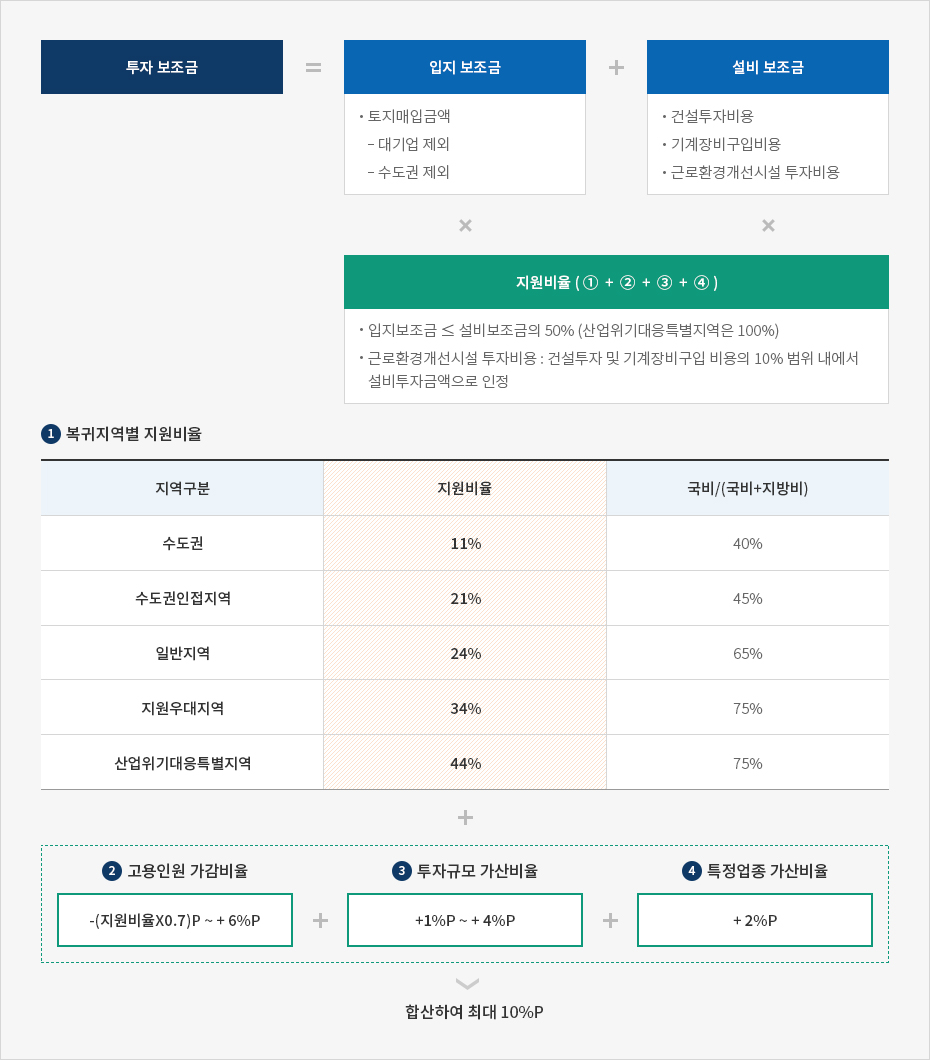 투자 보조금 = 입지 보조금 + 설비 보조금
• 토지매입금액
– 대기업 제외
– 수도권 제외
• 건설투자비용
• 기계장비구입비용
• 근로환경개선시설 투자비용
× ×
지원비율 ( ① + ② + ③ + ④ )
• 입지보조금 ≤ 설비보조금의 50% (산업위기대응특별지역은 100%)
• 근로환경개선시설 투자비용 : 건설투자 및 기계장비구입 비용의 10% 범위 내에서
설비투자금액으로 인정
1 복귀지역별 지원비율
지역구분 지원비율 국비/(국비+지방비)
수도권 11% 40%
수도권인접지역 21% 45%
일반지역 24% 65%
지원우대지역 34% 75%
산업위기대응특별지역 44% 75%
+
2 고용인원 가감비율 3 투자규모 가산비율 4 특정업종 가산비율
-(지원비율X0.7)P ~ + 6%P + +1%P ~ + 4%P + + 2%P
합산하여 최대 10%P